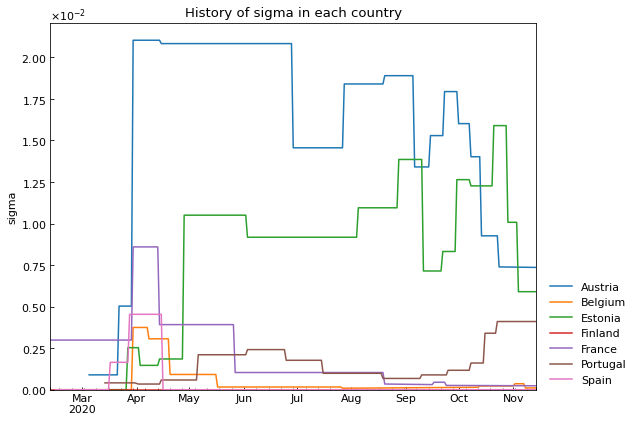 History of sigma in each country
×10⁻²
2.00
1.75
1.50
1.25
1.00
0.75
0.50
0.25
0.00
sigma
Mar Apr May Jun Jul Aug Sep Oct Nov
2020
Austria
Belgium
Estonia
Finland
France
Portugal
Spain